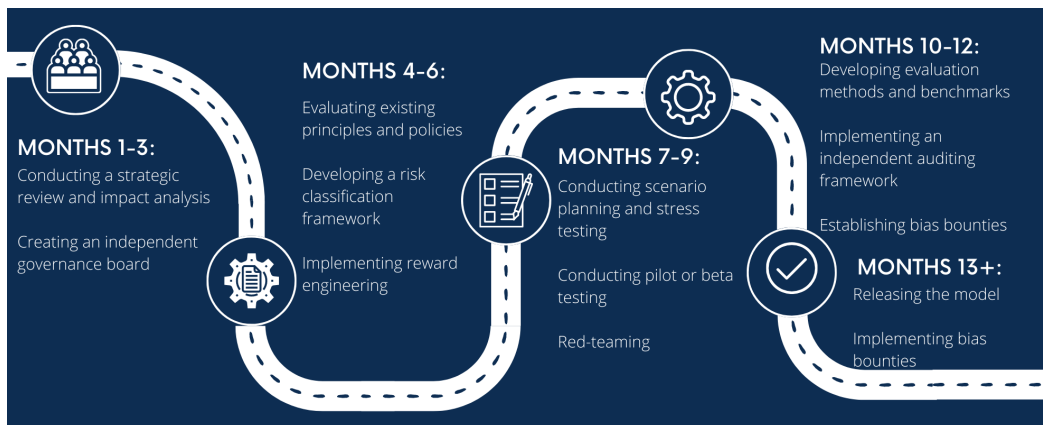 MONTHS 1-3:
Conducting a strategic
review and impact analysis
Creating an independent
governance board
MONTHS 4-6:
Evaluating existing
principles and policies
Developing a risk
classification
framework
Implementing reward
engineering
MONTHS 7-9:
Conducting scenario
planning and stress
testing
Conducting pilot or beta
testing
Red-teaming
MONTHS 10-12:
Developing evaluation
methods and benchmarks
Implementing an
independent auditing
framework
Establishing bias bounties
MONTHS 13+:
Releasing the model
Implementing bias
bounties